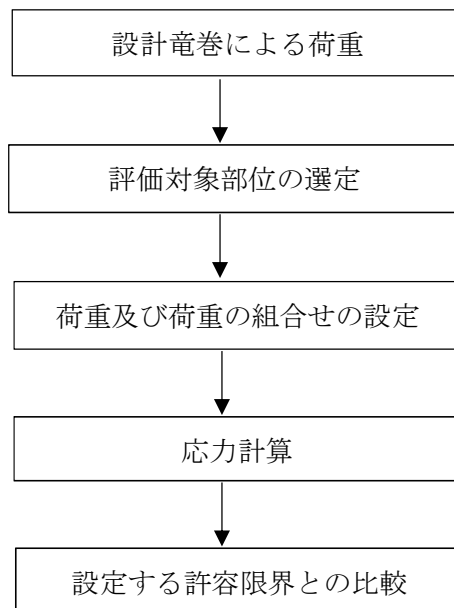 設計竜巻による荷重
評価対象部位の選定
荷重及び荷重の組合せの設定
応力計算
設定する許容限界との比較